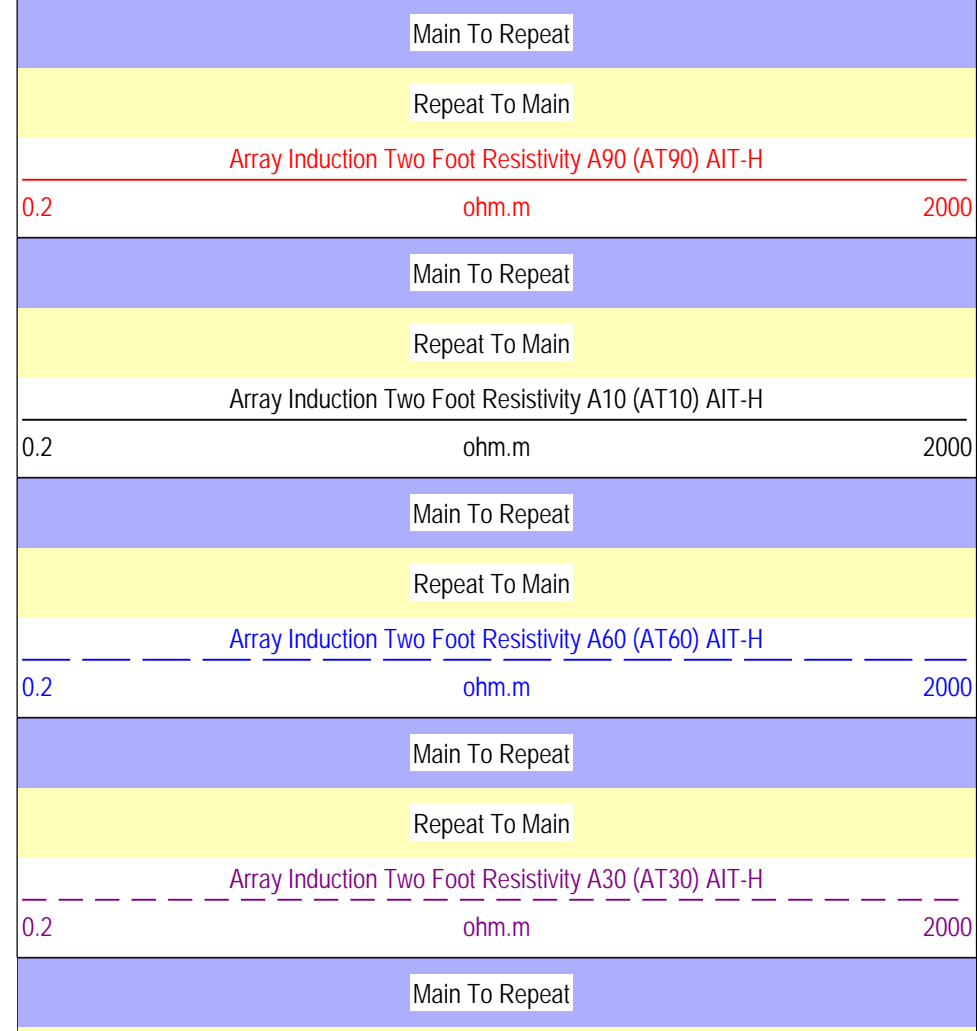 Main To Repeat
Repeat To Main
Array Induction Two Foot Resistivity A90 (AT90) AIT-H
0.2 ohm.m 2000
Main To Repeat
Repeat To Main
Array Induction Two Foot Resistivity A10 (AT10) AIT-H
0.2 ohm.m 2000
Main To Repeat
Repeat To Main
Array Induction Two Foot Resistivity A60 (AT60) AIT-H
0.2 ohm.m 2000
Main To Repeat
Repeat To Main
Array Induction Two Foot Resistivity A30 (AT30) AIT-H
0.2 ohm.m 2000
Main To Repeat